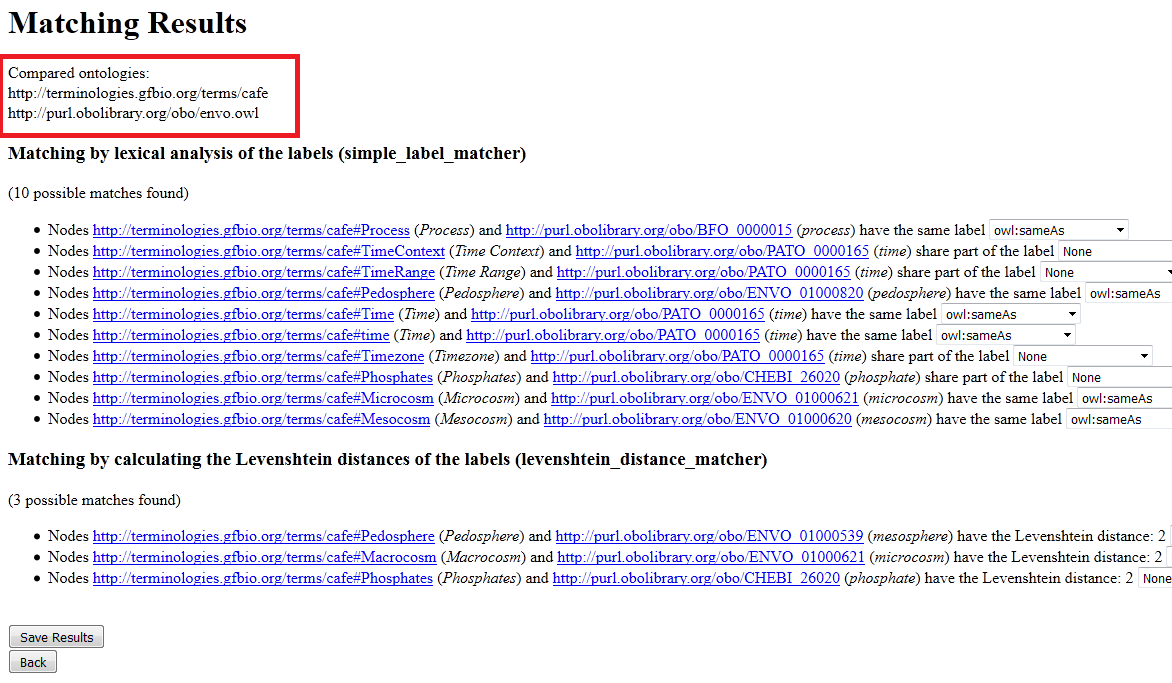 Matching Results
Compared ontologies:
http://terminologies.gfbio.org/terms/cafe
http://purl.obolibrary.org/obo/envo.owl
Matching by lexical analysis of the labels (simple_label_matcher)
(10 possible matches found)
Nodes http://terminologies.gfbio.org/terms/cafe#Process (Process) and http://purl.obolibrary.org/obo/BFO_0000015 (process) have the same label owl:sameAs
Nodes http://terminologies.gfbio.org/terms/cafe#TimeContext (Time Context) and http://purl.obolibrary.org/obo/PATO_0000165 (time) share part of the label None
Nodes http://terminologies.gfbio.org/terms/cafe#TimeRange (Time Range) and http://purl.obolibrary.org/obo/PATO_0000165 (time) share part of the label None
Nodes http://terminologies.gfbio.org/terms/cafe#Pedosphere (Pedosphere) and http://purl.obolibrary.org/obo/ENVO_01000820 (pedosphere) have the same label owl:sameAs
Nodes http://terminologies.gfbio.org/terms/cafe#Time (Time) and http://purl.obolibrary.org/obo/PATO_0000165 (time) have the same label owl:sameAs
Nodes http://terminologies.gfbio.org/terms/cafe#time (Time) and http://purl.obolibrary.org/obo/PATO_0000165 (time) have the same label owl:sameAs
Nodes http://terminologies.gfbio.org/terms/cafe#Timezone (Timezone) and http://purl.obolibrary.org/obo/PATO_0000165 (time) share part of the label None
Nodes http://terminologies.gfbio.org/terms/cafe#Phosphates (Phosphates) and http://purl.obolibrary.org/obo/CHEBI_26020 (phosphate) share part of the label None
Nodes http://terminologies.gfbio.org/terms/cafe#Microcosm (Microcosm) and http://purl.obolibrary.org/obo/ENVO_01000621 (microcosm) have the same label owl:sameAs
Nodes http://terminologies.gfbio.org/terms/cafe#Mesocosm (Mesocosm) and http://purl.obolibrary.org/obo/ENVO_01000620 (mesocosm) have the same label owl:sameAs
Matching by calculating the Levenshtein distances of the labels (levenshtein_distance_matcher)
(3 possible matches found)
Nodes http://terminologies.gfbio.org/terms/cafe#Pedosphere (Pedosphere) and http://purl.obolibrary.org/obo/ENVO_01000539 (mesosphere) have the Levenshtein distance: 2
Nodes http://terminologies.gfbio.org/terms/cafe#Macrocosm (Macrocosm) and http://purl.obolibrary.org/obo/ENVO_01000621 (microcosm) have the Levenshtein distance: 2
Nodes http://terminologies.gfbio.org/terms/cafe#Phosphates (Phosphates) and http://purl.obolibrary.org/obo/CHEBI_26020 (phosphate) have the Levenshtein distance: 2 None
Save Results
Back